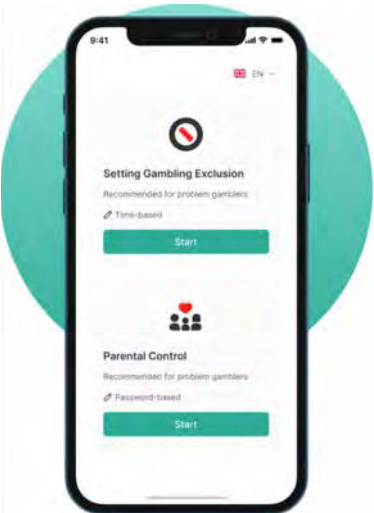 9:41
EN
Setting Gambling Exclusion
Recommended for problem gamblers
Time-based
Start
Parental Control
Recommended for problem gamblers
Password-based
Start